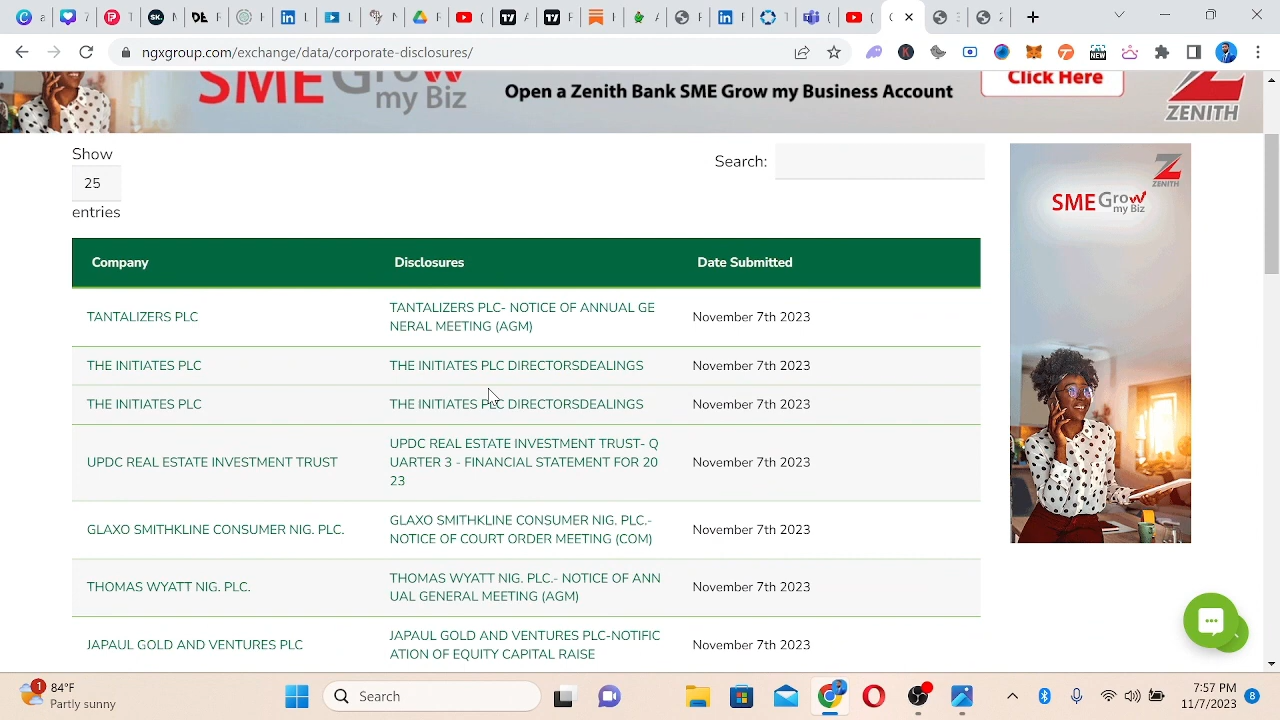 ngxgroup.com/exchange/data/corporate-disclosures/
NEW
SME Grow
my Biz
Open a Zenith Bank SME Grow my Business Account
Click Here
ZENITH
Show
25
entries
Search:
ZENITH
SME Grow
my Biz
Company Disclosures Date Submitted
TANTALIZERS PLC
TANTALIZERS PLC- NOTICE OF ANNUAL GE
NERAL MEETING (AGM)
November 7th 2023
THE INITIATES PLC THE INITIATES PLC DIRECTORSDEALINGS November 7th 2023
THE INITIATES PLC THE INITIATES PLC DIRECTORSDEALINGS November 7th 2023
UPDC REAL ESTATE INVESTMENT TRUST
UPDC REAL ESTATE INVESTMENT TRUST- Q
UARTER 3 - FINANCIAL STATEMENT FOR 20
23
November 7th 2023
GLAXO SMITHKLINE CONSUMER NIG. PLC.
GLAXO SMITHKLINE CONSUMER NIG. PLC.-
NOTICE OF COURT ORDER MEETING (COM)
November 7th 2023
THOMAS WYATT NIG. PLC.
THOMAS WYATT NIG. PLC.- NOTICE OF ANN
UAL GENERAL MEETING (AGM)
November 7th 2023
JAPAUL GOLD AND VENTURES PLC
JAPAUL GOLD AND VENTURES PLC-NOTIFIC
ATION OF EQUITY CAPITAL RAISE
November 7th 2023
1
84°F
Partly sunny
Search
7:57 PM
11/7/2023
8